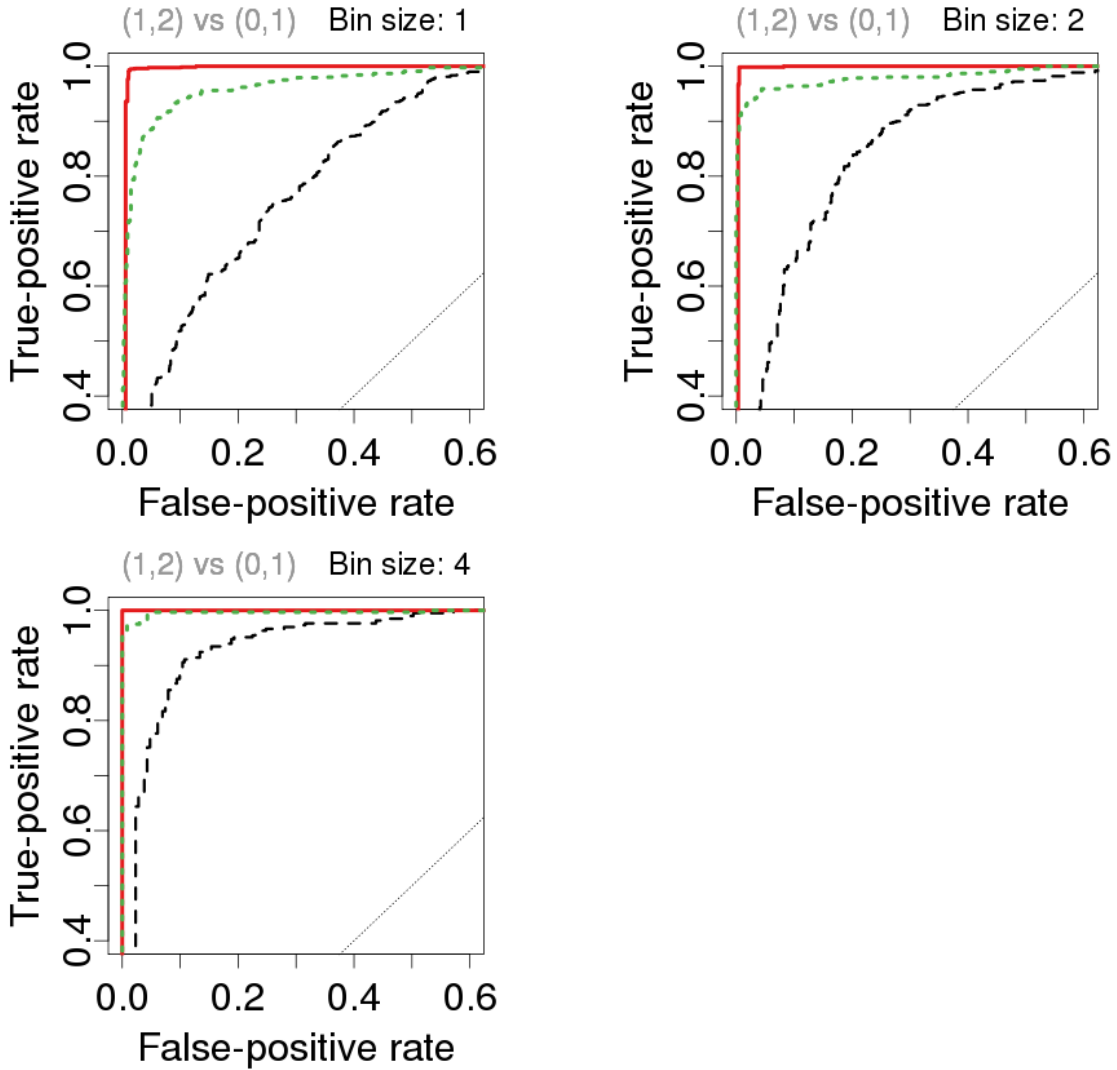 (1,2) vs (0,1) Bin size: 1
True-positive rate
1.0
0.8
0.6
0.4
0.0 0.2 0.4 0.6
False-positive rate
(1,2) vs (0,1) Bin size: 2
True-positive rate
1.0
0.8
0.6
0.4
0.0 0.2 0.4 0.6
False-positive rate
(1,2) vs (0,1) Bin size: 4
True-positive rate
1.0
0.8
0.6
0.4
0.0 0.2 0.4 0.6
False-positive rate